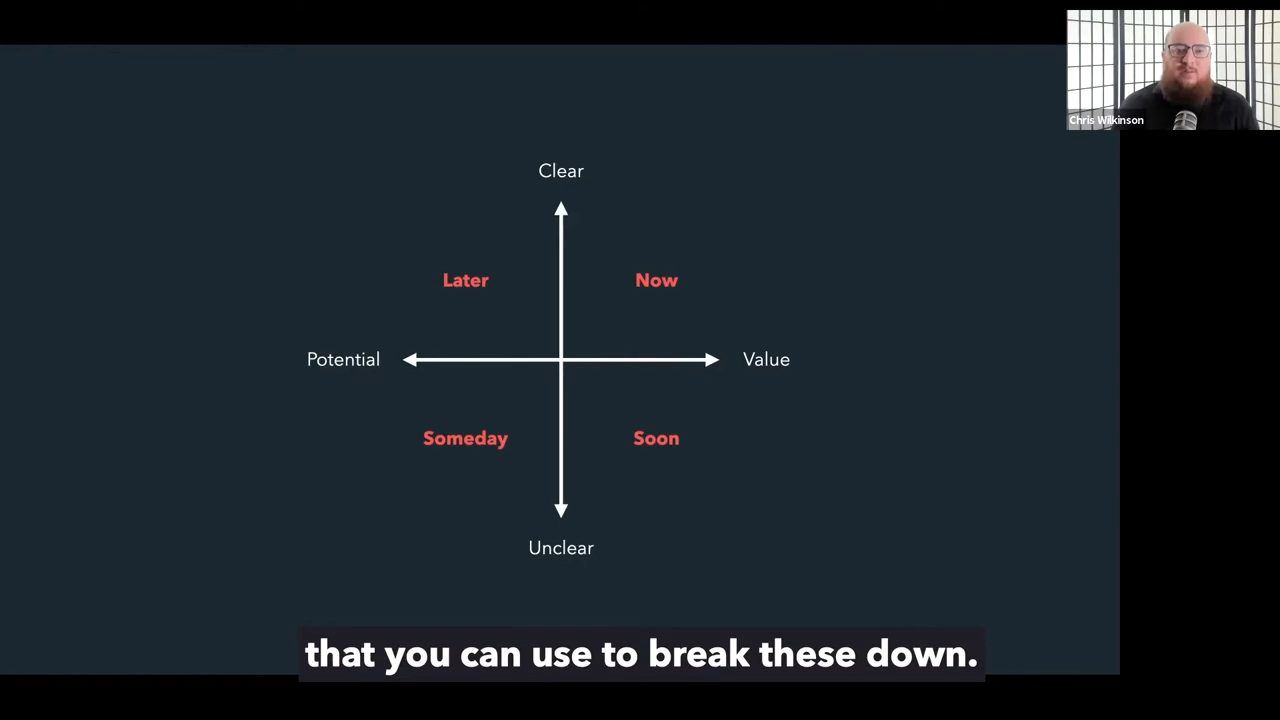 Chris Wilkinson
Clear
Later
Now
Potential
Value
Someday
Soon
Unclear
that you can use to break these down.